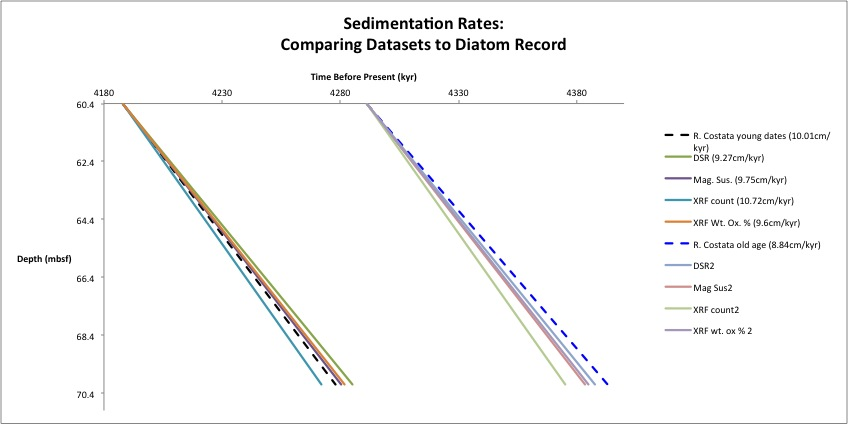 Sedimentation Rates:
Comparing Datasets to Diatom Record
Time Before Present (kyr)
4180 4230 4280 4330 4380
60.4
62.4
64.4
66.4
68.4
70.4
Depth (mbsf)
R. Costata young dates (10.01cm/
kyr)
DSR (9.27cm/kyr)
Mag. Sus. (9.75cm/kyr)
XRF count (10.72cm/kyr)
XRF Wt. Ox. % (9.6cm/kyr)
R. Costata old age (8.84cm/kyr)
DSR2
Mag Sus2
XRF count2
XRF wt. ox % 2